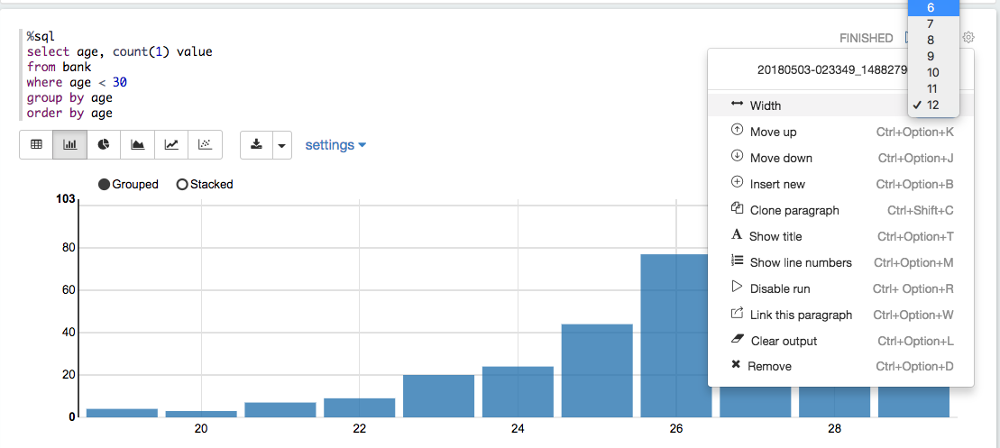 6
7
8
9
10
11
✓ 12
%sql
select age, count(1) value
from bank
where age < 30
group by age
order by age
FINISHED
20180503-023349_1488279
Width
Move up Ctrl+Option+K
Move down Ctrl+Option+J
Insert new Ctrl+Option+B
Clone paragraph Ctrl+Shift+C
Show title Ctrl+Option+T
Show line numbers Ctrl+Option+M
Disable run Ctrl+ Option+R
Link this paragraph Ctrl+Option+W
Clear output Ctrl+Option+L
Remove Ctrl+Option+D
settings
Grouped Stacked
103
80
60
40
20
0
20 22 24 26 28